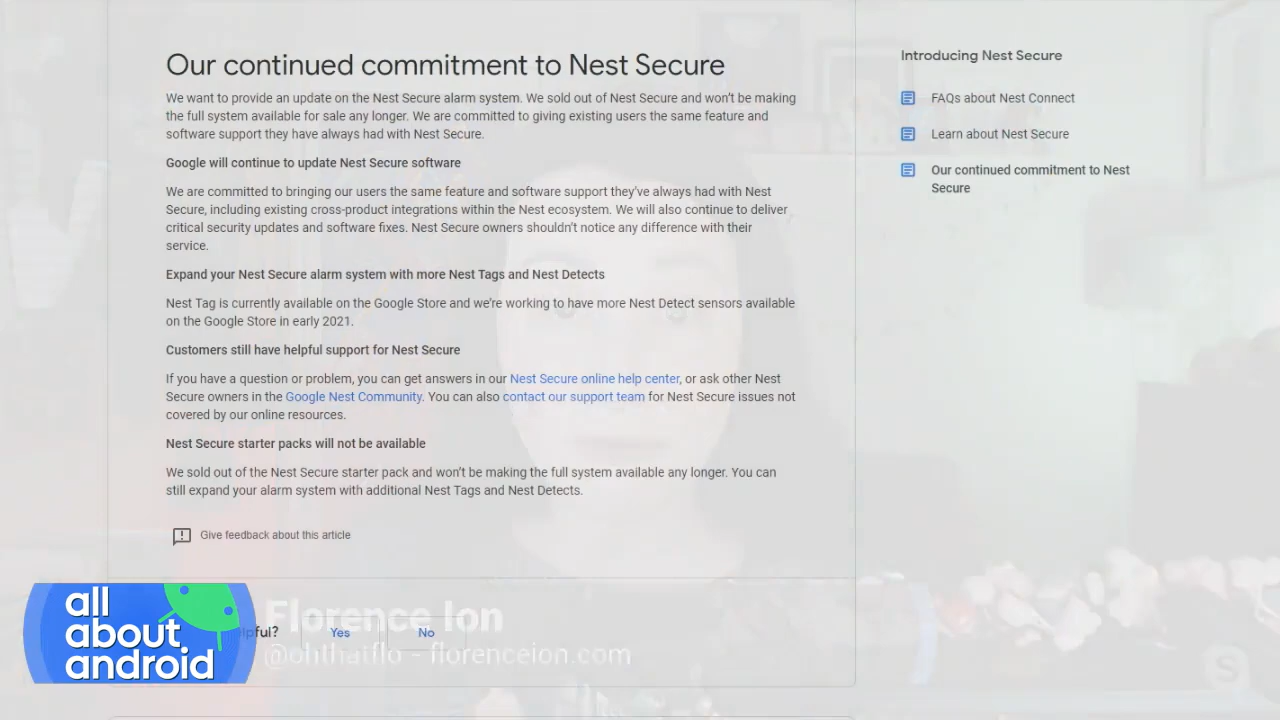 Our continued commitment to Nest Secure
We want to provide an update on the Nest Secure alarm system. We sold out of Nest Secure and won't be making
the full system available for sale any longer. We are committed to giving existing users the same feature and
software support they have always had with Nest Secure.
Google will continue to update Nest Secure software
We are committed to bringing our users the same feature and software support they've always had with Nest
Secure, including existing cross-product integrations within the Nest ecosystem. We will also continue to deliver
critical security updates and software fixes. Nest Secure owners shouldn't notice any difference with their
service.
Expand your Nest Secure alarm system with more Nest Tags and Nest Detects
Nest Tag is currently available on the Google Store and we're working to have more Nest Detect sensors available
on the Google Store in early 2021.
Customers still have helpful support for Nest Secure
If you have a question or problem, you can get answers in our Nest Secure online help center, or ask other Nest
Secure owners in the Google Nest Community. You can also contact our support team for Nest Secure issues not
covered by our online resources.
Nest Secure starter packs will not be available
We sold out of the Nest Secure starter pack and won't be making the full system available any longer. You can
still expand your alarm system with additional Nest Tags and Nest Detects.
Give feedback about this article
Yes
No
Introducing Nest Secure
FAQs about Nest Connect
Learn about Nest Secure
Our continued commitment to Nest
Secure
all
about
android
Florence Ion
@ohthatflo - florenceion.com